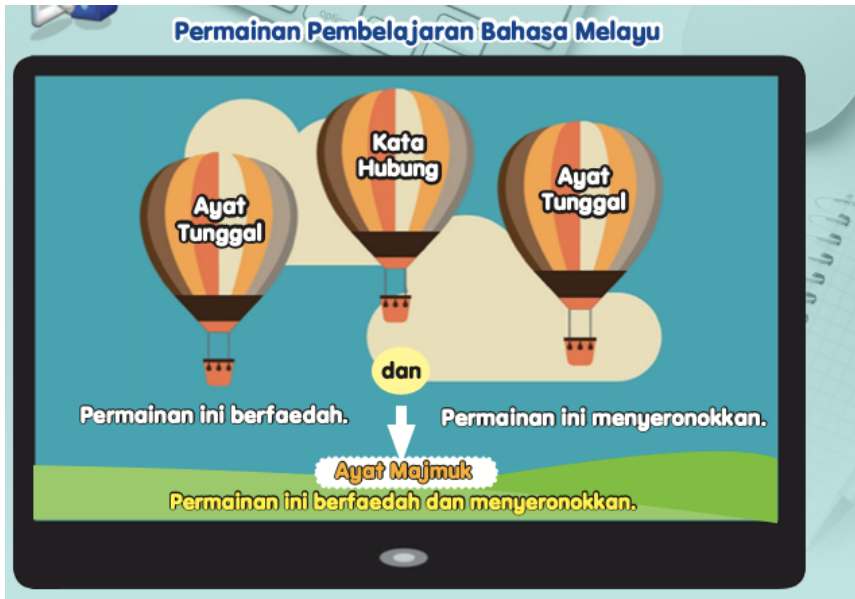 Permainan Pembelajaran Bahasa Melayu
Ayat
Tunggal
Kata
Hubung
Ayat
Tunggal
dan
Permainan ini berfaedah.
Permainan ini menyeronokkan.
Ayat Majmuk
Permainan ini berfaedah dan menyeronokkan.